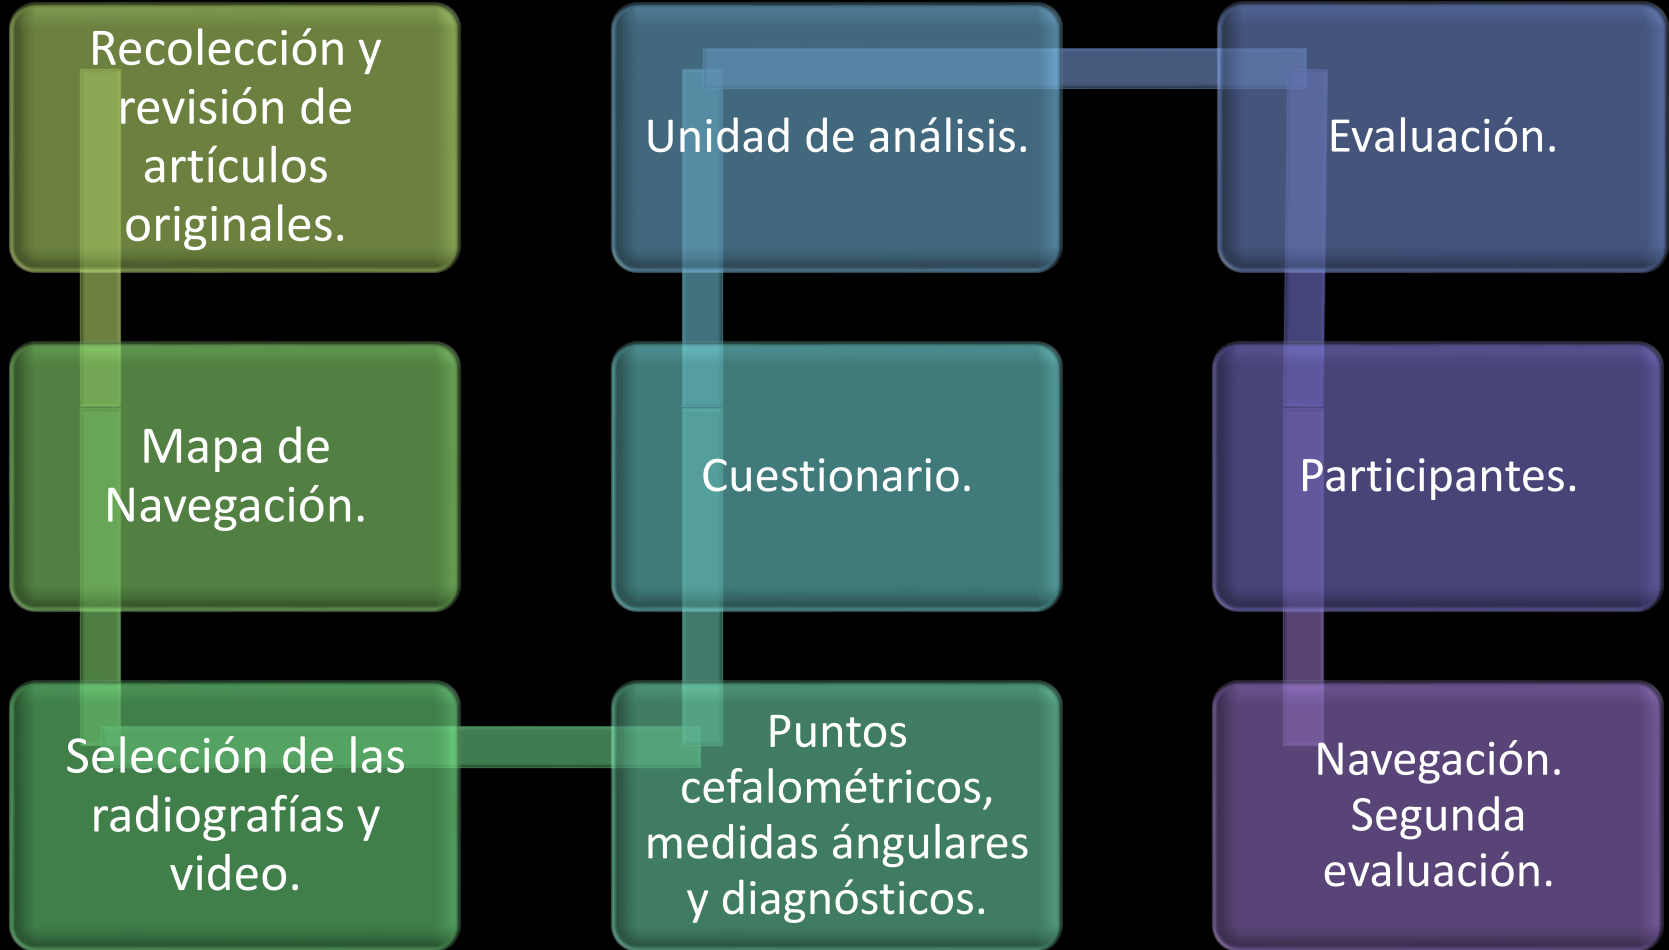 Recolección y
revisión de
artículos
originales.
Mapa de
Navegación.
Selección de las
radiografías y
video.
Puntos
cefalométricos,
medidas ángulares
y diagnósticos.
Cuestionario.
Unidad de análisis.
Evaluación.
Participantes.
Navegación.
Segunda
evaluación.